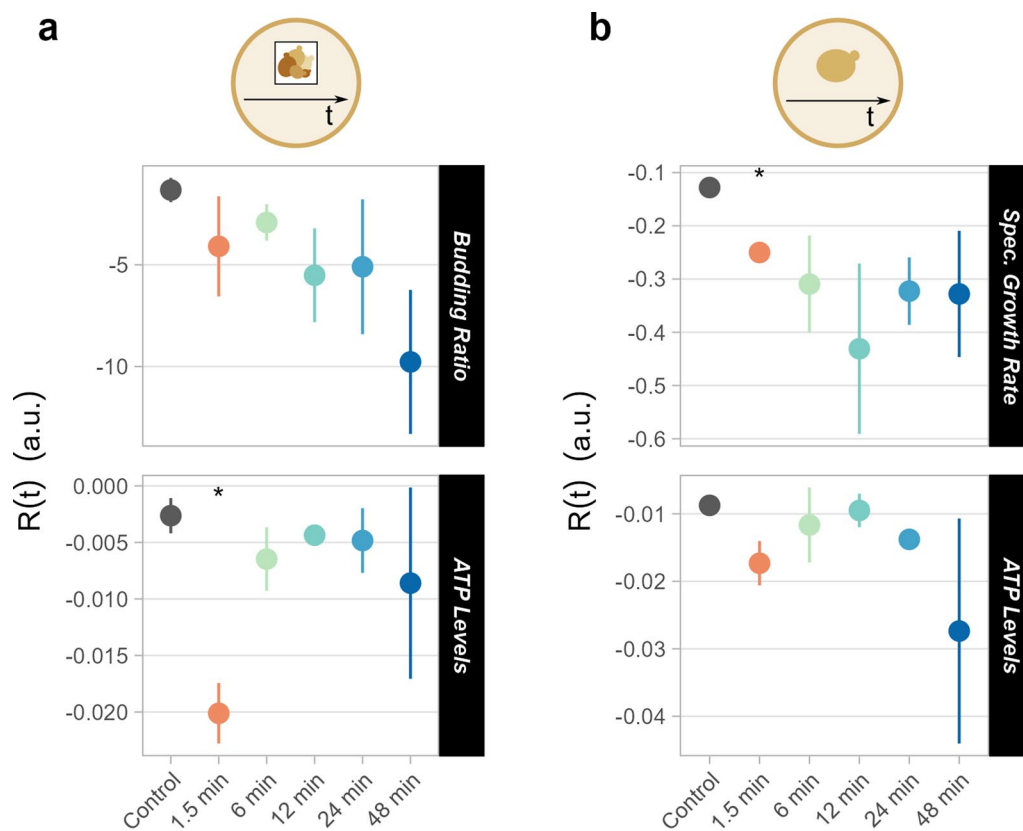 a
t
R(t) (a.u.)
-5
-10
Budding Ratio
R(t) (a.u.)
*
0.000
-0.005
-0.010
-0.015
-0.020
ATP Levels
Control
1.5 min
6 min
12 min
24 min
48 min
b
t
R(t) (a.u.)
*
-0.1
-0.2
-0.3
-0.4
-0.5
-0.6
Spec. Growth Rate
R(t) (a.u.)
-0.01
-0.02
-0.03
-0.04
ATP Levels
Control
1.5 min
6 min
12 min
24 min
48 min